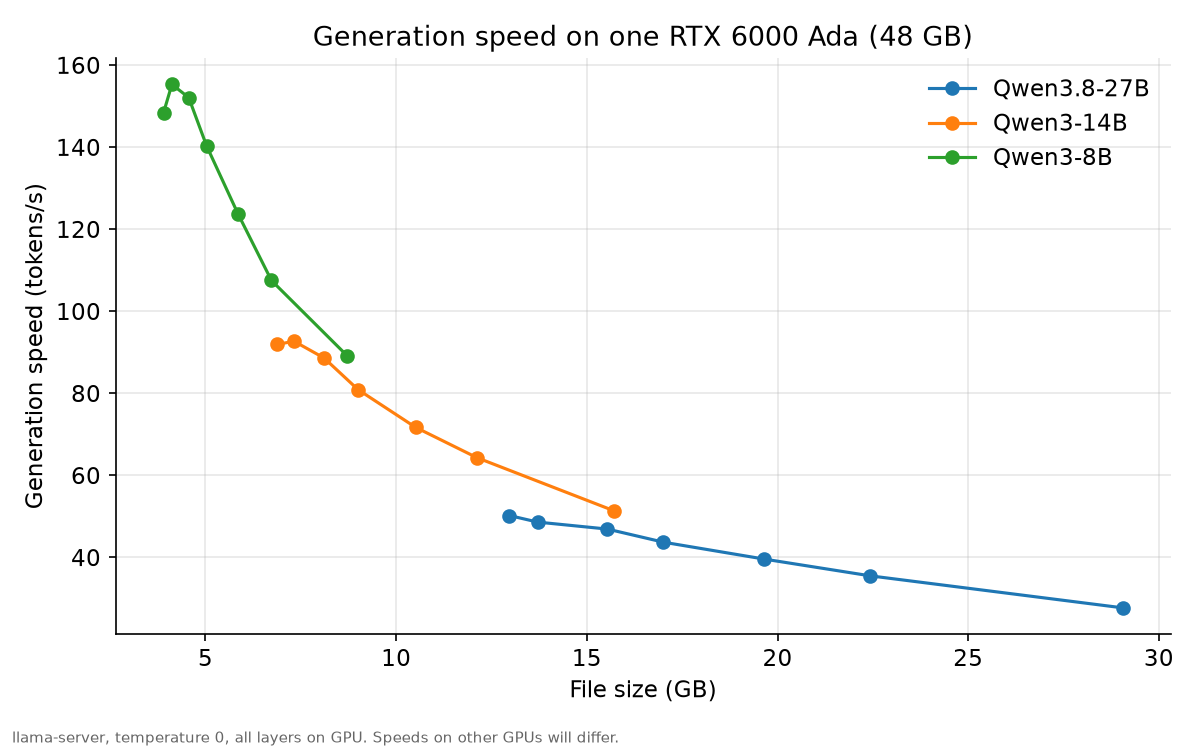 Generation speed on one RTX 6000 Ada (48 GB)
Qwen3.8-27B
Qwen3-14B
Qwen3-8B
Generation speed (tokens/s)
160
140
120
100
80
60
40
5 10 15 20 25 30
File size (GB)
llama-server, temperature 0, all layers on GPU. Speeds on other GPUs will differ.